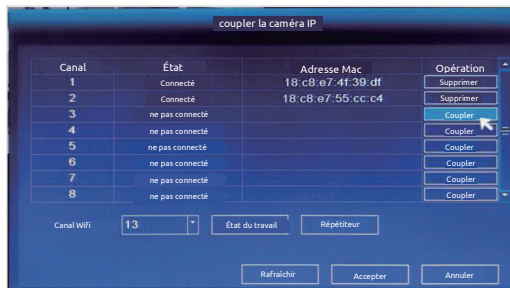 coupler la caméra IP
Canal État Adresse Mac Opération
1 Connecté 18:c8:e7:4f:39:df Supprimer
2 Connecté 18:c8:e7:55:cc:c4 Supprimer
3 ne pas connecté Coupler
4 ne pas connecté Coupler
5 ne pas connecté Coupler
6 ne pas connecté Coupler
7 ne pas connecté Coupler
8 ne pas connecté Coupler
Canal Wifi 13 État du travail Répétiteur
Rafraîchir Accepter Annuler